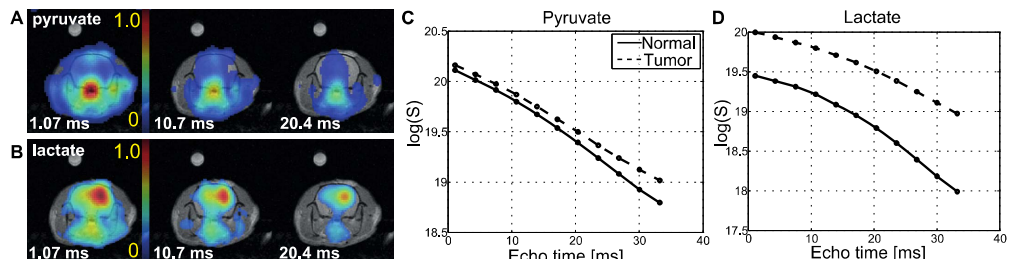 A
pyruvate
1.0
0
1.07 ms
10.7 ms
20.4 ms
B
lactate
1.0
0
1.07 ms
10.7 ms
20.4 ms
C
Pyruvate
Normal
Tumor
log(S)
20.5
20
19.5
19
18.5
0
10
20
30
40
Echo time [ms]
D
Lactate
log(S)
20
19.5
19
18.5
18
17.5
0
10
20
30
40
Echo time [ms]